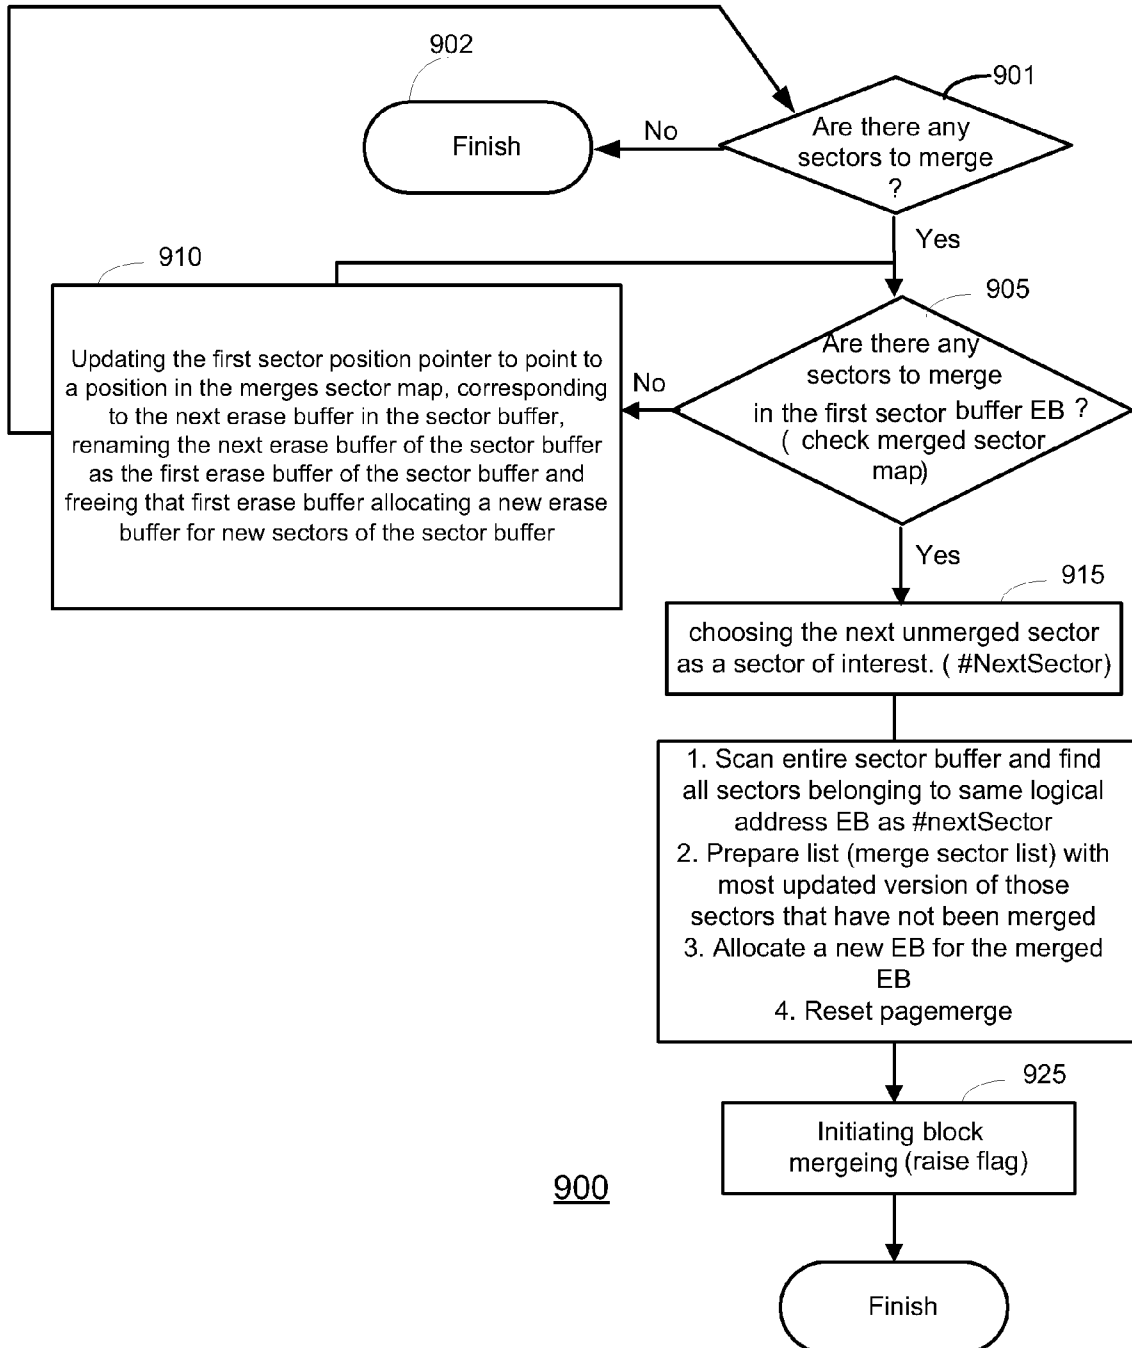 902
901
Finish
No
Are there any
sectors to merge
?
Yes
910
905
Updating the first sector position pointer to point to
a position in the merges sector map, corresponding
to the next erase buffer in the sector buffer,
renaming the next erase buffer of the sector buffer
as the first erase buffer of the sector buffer and
freeing that first erase buffer allocating a new erase
buffer for new sectors of the sector buffer
No
Are there any
sectors to merge
in the first sector buffer EB ?
( check merged sector
map)
Yes
915
choosing the next unmerged sector
as a sector of interest. ( #NextSector)
1. Scan entire sector buffer and find
all sectors belonging to same logical
address EB as #nextSector
2. Prepare list (merge sector list) with
most updated version of those
sectors that have not been merged
3. Allocate a new EB for the merged
EB
4. Reset pagemerge
925
Initiating block
mergeing (raise flag)
900
Finish